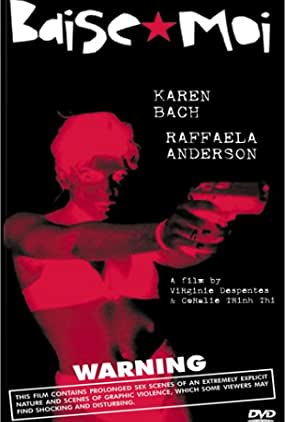 BAISE★MOI
KAREN
BACH
RAFFAELA
ANDERSON
A film by
ViRginie Despentes
& CoRalie TRinh Thi
WARNING
THIS FILM CONTAINS PROLONGED SEX SCENES OF AN EXTREMELY EXPLICIT
NATURE AND SCENES OF GRAPHIC VIOLENCE, WHICH SOME VIEWERS MAY
FIND SHOCKING AND DISTURBING.
DVD